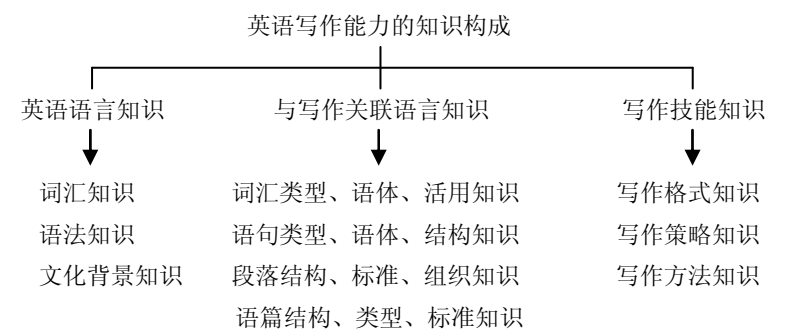 英语写作能力的知识构成
英语语言知识 与写作关联语言知识 写作技能知识
词汇知识 词汇类型、语体、活用知识 写作格式知识
语法知识 语句类型、语体、结构知识 写作策略知识
文化背景知识 段落结构、标准、组织知识 写作方法知识
语篇结构、类型、标准知识